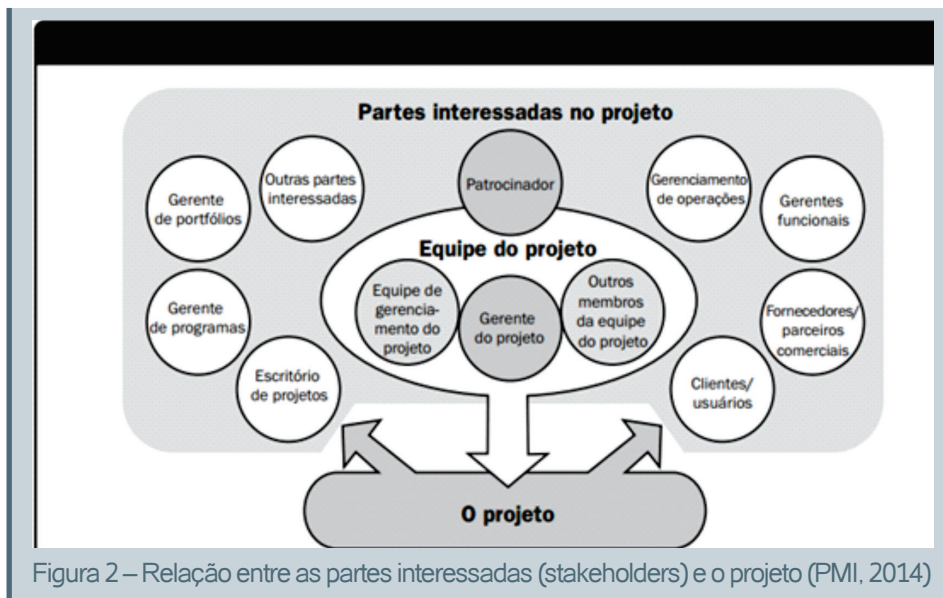 Partes interessadas no projeto
Gerente
de portfólios
Outras partes
interessadas
Patrocinador
Gerenciamento
de operações
Gerentes
funcionais
Equipe do projeto
Gerente
de programas
Equipe de
gerencia-
mento do
projeto
Gerente
do projeto
Outros
membros
da equipe
do projeto
Fornecedores/
parceiros
comerciais
Escritório
de projetos
Clientes/
usuários
O projeto
Figura 2 – Relação entre as partes interessadas (stakeholders) e o projeto (PMI, 2014)